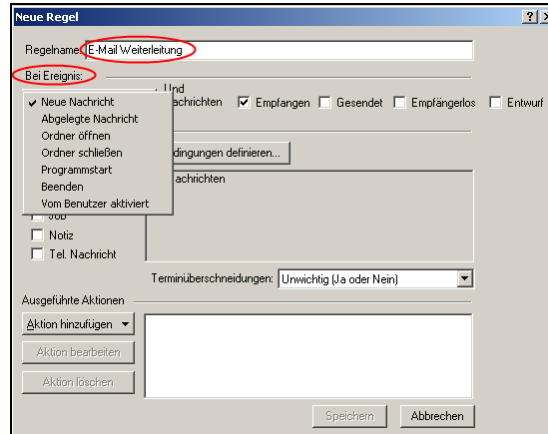 Neue Regel
Regelname: E-Mail Weiterleitung
Bei Ereignis:
Und
Nachrichten Empfangen Gesendet Empfängerlos Entwurf
Neue Nachricht
Abgelegte Nachricht
Ordner öffnen
Ordner schließen
Programmstart
Beenden
Vom Benutzer aktiviert
dingungen definieren...
achrichten
Job
Notiz
Tel. Nachricht
Terminüberschneidungen: Unwichtig (Ja oder Nein)
Ausgeführte Aktionen
Aktion hinzufügen
Aktion bearbeiten
Aktion löschen
Speichern Abbrechen